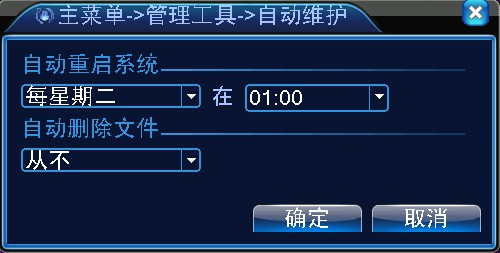 主菜单->管理工具->自动维护
自动重启系统
每星期二 在 01:00
自动删除文件
从不
确定 取消